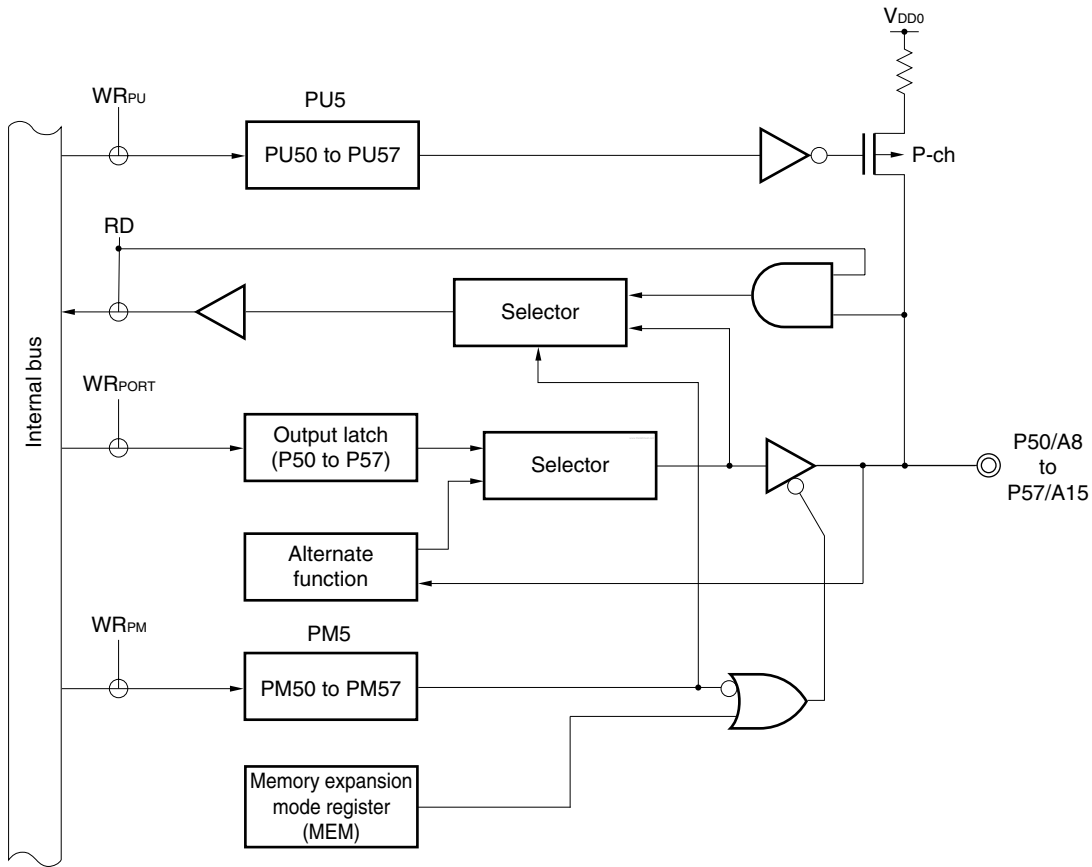 VDD0
WRPU
PU5
PU50 to PU57
P-ch
RD
Selector
Internal bus
WRPORT
Output latch
(P50 to P57)
Selector
P50/A8
to
P57/A15
Alternate
function
WRPM
PM5
PM50 to PM57
Memory expansion
mode register
(MEM)